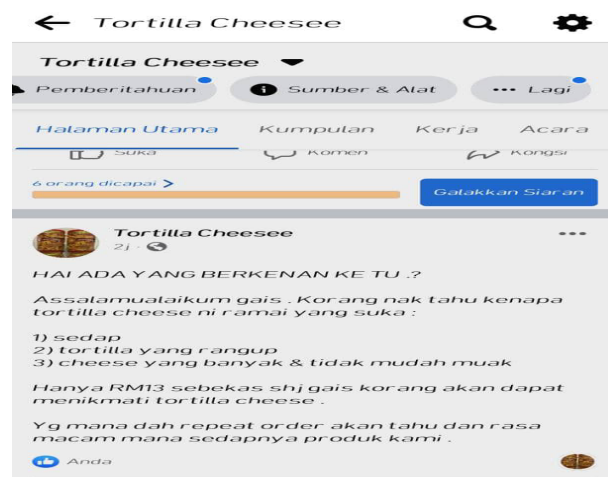 Tortilla Cheesee
Tortilla Cheesee
Pemberitahuan
Sumber & Alat
Lagi
Halaman Utama
Kumpulan
Kerja
Acara
Suka
Komen
Kongsi
6 orang dicapai
Galakkan Siaran
Tortilla Cheesee
2j
HAI ADA YANG BERKENAN KE TU .?
Assalamualaikum gais . Korang nak tahu kenapa
tortilla cheese ni ramai yang suka :
1) sedap
2) tortilla yang rangup
3) cheese yang banyak & tidak mudah muak
Hanya RM13 sebekas shj gais korang akan dapat
menikmati tortilla cheese .
Yg mana dah repeat order akan tahu dan rasa
macam mana sedapnya produk kami .
Anda